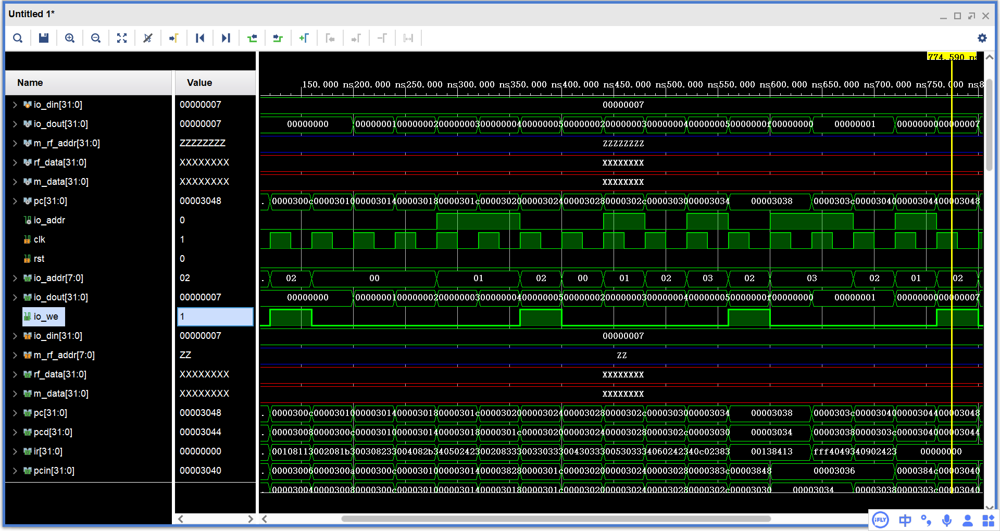 Untitled 1*
774.590 ns
Name Value
150.000 ns 200.000 ns 250.000 ns 300.000 ns 350.000 ns 400.000 ns 450.000 ns 500.000 ns 550.000 ns 600.000 ns 650.000 ns 700.000 ns 750.000 ns 8
io_din[31:0] 00000007 00000007
io_dout[31:0] 00000007 00000000 00000001 00000002 00000003 00000004 00000005 00000002 00000003 00000004 00000005 0000000f 00000000 00000001 00000000 00000007
m_rf_addr[31:0] ZZZZZZZZ ZZZZZZZZ
rf_data[31:0] XXXXXXXX XXXXXXXX
m_data[31:0] XXXXXXXX XXXXXXXX
pc[31:0] 00003048 . 0000300c 00003010 00003014 00003018 0000301c 00003020 00003024 00003028 0000302c 00003030 00003034 00003038 0000303c 00003040 00003044 00003048
io_addr 0
clk 1
rst 0
io_addr[7:0] 02 . 02 00 01 02 00 01 02 03 02 03 02 01 02
io_dout[31:0] 00000007 00000000 00000001 00000002 00000003 00000004 00000005 00000002 00000003 00000004 00000005 0000000f 00000000 00000001 00000000 00000007
io_we 1
io_din[31:0] 00000007 00000007
m_rf_addr[7:0] ZZ ZZ
rf_data[31:0] XXXXXXXX XXXXXXXX
m_data[31:0] XXXXXXXX XXXXXXXX
pc[31:0] 00003048 . 0000300c 00003010 00003014 00003018 0000301c 00003020 00003024 00003028 0000302c 00003030 00003034 00003038 0000303c 00003040 00003044 00003048
pcd[31:0] 00003044 . 00003008 0000300c 00003010 00003014 00003018 0000301c 00003020 00003024 00003028 0000302c 00003030 00003034 00003038 0000303c 00003040 00003044
ir[31:0] 00000000 . 00108113 002081b3 00308233 004082b3 40502423 00208333 00330333 00430333 00530333 40602423 40c02383 00138413 fff40493 40902423 00000000
pcin[31:0] 00003040 . 00003006 0000300a 0000300c 00003010 00003014 00003828 0000301c 00003020 00003024 00003028 0000383c 00003848 00003036 0000384c 00003040
. 00003004 00003008 0000300c 00003010 00003014 00003018 0000301c 00003020 00003024 00003028 0000302c 00003030 00003034 00003038 0000303c 00003040
iFLY 中 °,